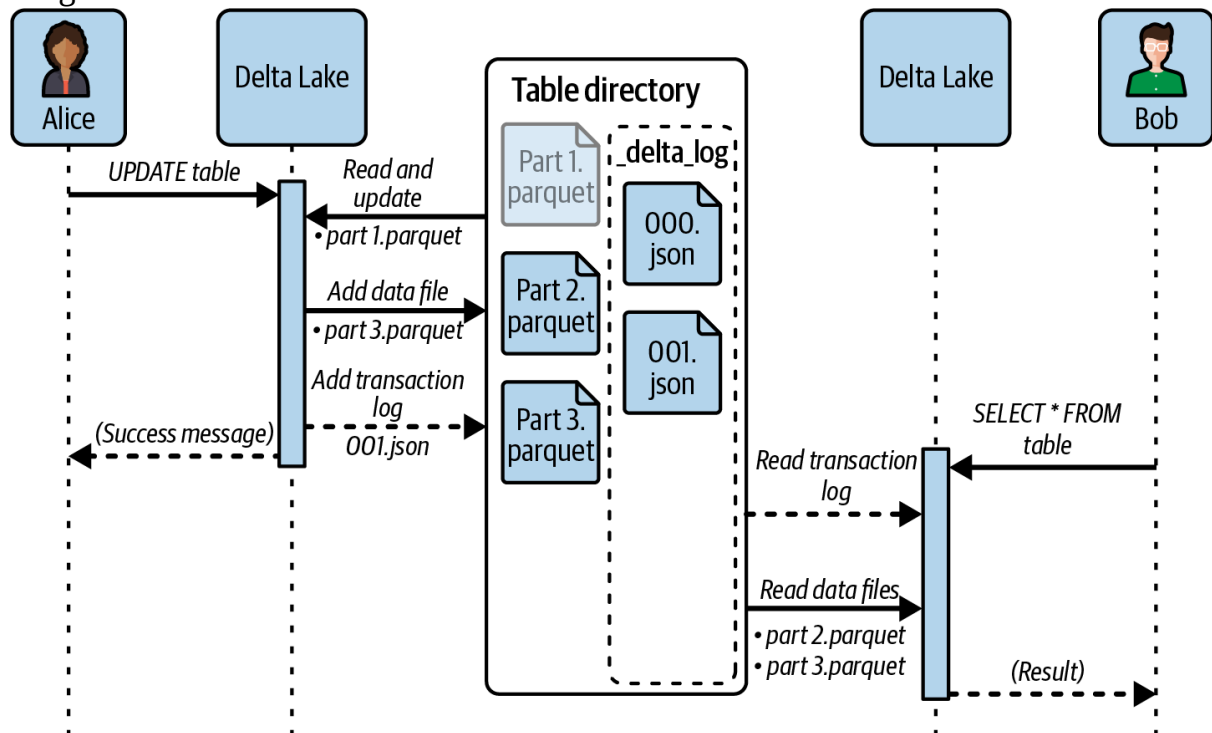 Alice
Delta Lake
Table directory
Delta Lake
Bob
UPDATE table
Read and
update
• part 1.parquet
Add data file
• part 3.parquet
Add transaction
log
001.json
(Success message)
Part 1.
parquet
Part 2.
parquet
Part 3.
parquet
_delta_log
000.
json
001.
json
SELECT * FROM
table
Read transaction
log
Read data files
• part 2.parquet
• part 3.parquet
(Result)